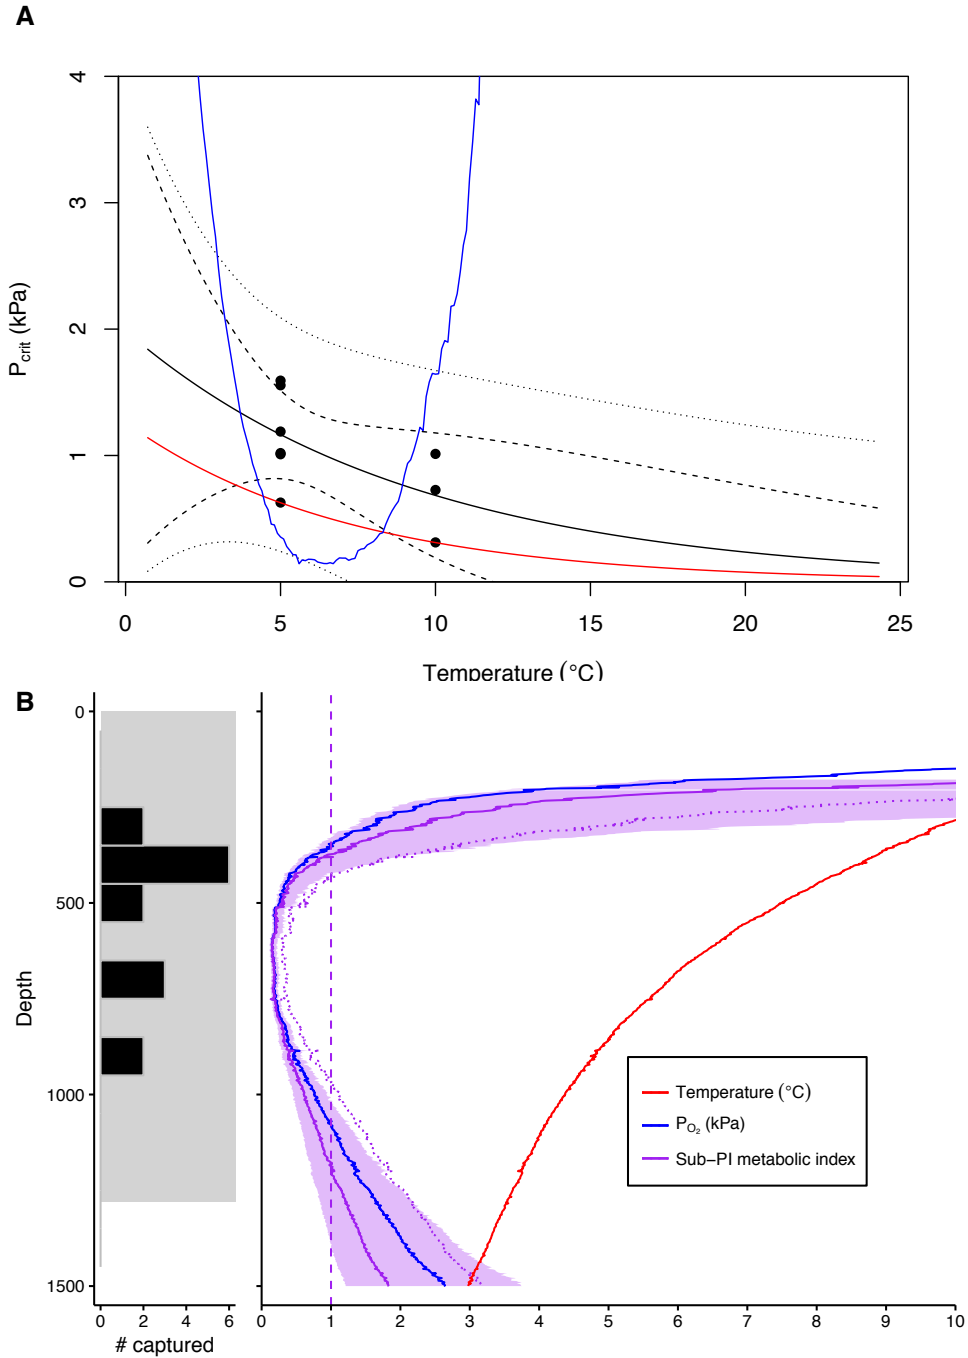 A
4
3
2
1
0
P_crit (kPa)
0 5 10 15 20 25
Temperature (°C)
B
0
500
1000
1500
Depth
0 2 4 6
# captured
Temperature (°C)
P_O₂ (kPa)
Sub−PI metabolic index
0 1 2 3 4 5 6 7 8 9 10